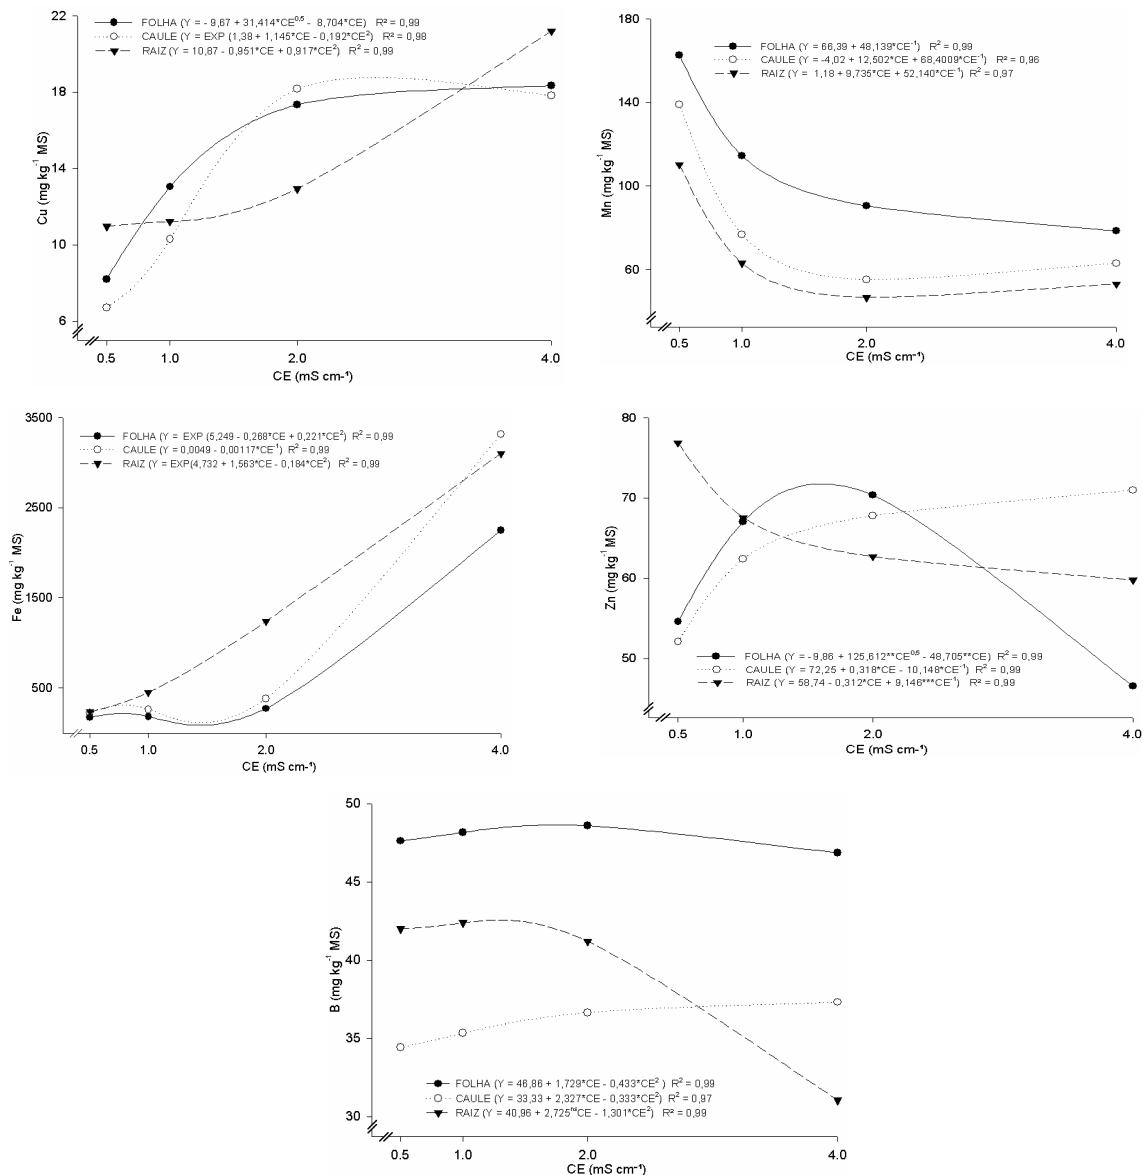 FOLHA (Y = - 9,67 + 31,414*CE^0,5 - 8,704*CE) R² = 0,99
CAULE (Y = EXP (1,38 + 1,145*CE - 0,192*CE²) R² = 0,98
RAIZ (Y = 10,87 - 0,951*CE + 0,917*CE²) R² = 0,99
22
18
14
10
6
Cu (mg kg⁻¹ MS)
0.5 1.0 2.0 4.0
CE (mS cm-¹)
FOLHA (Y = 66,39 + 48,139*CE⁻¹) R² = 0,99
CAULE (Y = -4,02 + 12,502*CE + 68,4009*CE⁻¹) R² = 0,96
RAIZ (Y = 1,18 + 9,735*CE + 52,140*CE⁻¹) R² = 0,97
180
140
100
60
Mn (mg kg⁻¹ MS)
0.5 1.0 2.0 4.0
CE (mS cm-¹)
FOLHA (Y = EXP (5,249 - 0,268*CE + 0,221*CE²) R² = 0,99
CAULE (Y = 0,0049 - 0,00117*CE⁻¹) R² = 0,99
RAIZ (Y = EXP(4,732 + 1,563*CE - 0,184*CE²) R² = 0,99
3500
2500
1500
500
Fe (mg kg⁻¹ MS)
0.5 1.0 2.0 4.0
CE (mS cm-¹)
80
70
60
50
Zn (mg kg⁻¹ MS)
FOLHA (Y = -9,86 + 125,612**CE^0,5 - 48,705**CE) R² = 0,99
CAULE (Y = 72,25 + 0,318*CE - 10,148*CE⁻¹) R² = 0,99
RAIZ (Y = 58,74 - 0,312*CE + 9,146***CE⁻¹) R² = 0,99
0.5 1.0 2.0 4.0
CE (mS cm-¹)
50
45
40
35
30
B (mg kg⁻¹ MS)
FOLHA (Y = 46,86 + 1,729*CE - 0,433*CE² ) R² = 0,99
CAULE (Y = 33,33 + 2,327*CE - 0,333*CE²) R² = 0,97
RAIZ (Y = 40,96 + 2,725^ns CE - 1,301*CE²) R² = 0,99
0.5 1.0 2.0 4.0
CE (mS cm-¹)